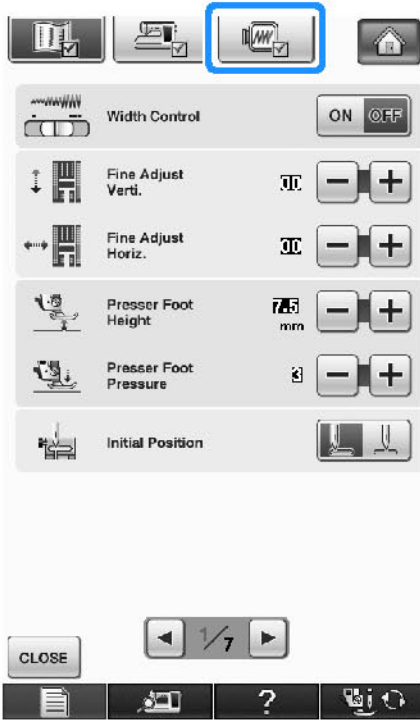 Width Control
ON OFF
Fine Adjust
Verti.
00
Fine Adjust
Horiz.
00
Presser Foot
Height
7.5
mm
Presser Foot
Pressure
3
Initial Position
1/7
CLOSE
?